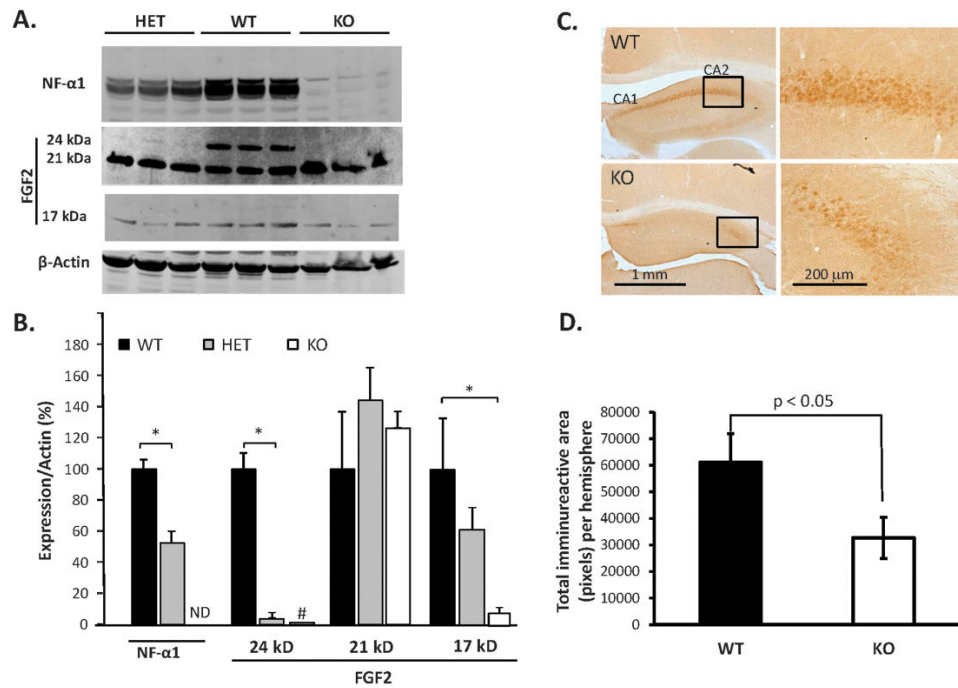 A.
HET WT KO
NF-α1
24 kDa
21 kDa
FGF2
17 kDa
β-Actin
B.
Expression/Actin (%)
180
160
140
120
100
80
60
40
20
0
WT HET KO
* * *
ND
#
NF-α1
24 kD 21 kD 17 kD
FGF2
C.
WT
CA2
CA1
KO
1 mm
200 μm
D.
Total imminureactive area
(pixels) per hemisphere
80000
70000
60000
50000
40000
30000
20000
10000
0
p < 0.05
WT KO